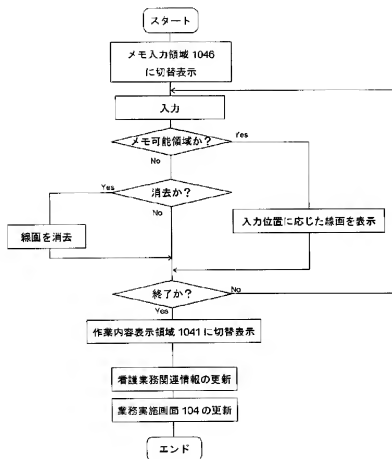 スタート
メモ入力領域 1046
に切替表示
入力
メモ可能領域か?
Yes
No
消去か?
Yes
No
線画を消去
入力位置に応じた線画を表示
終了か?
No
Yes
作業内容表示領域 1041 に切替表示
看護業務関連情報の更新
業務実施画面 104 の更新
エンド